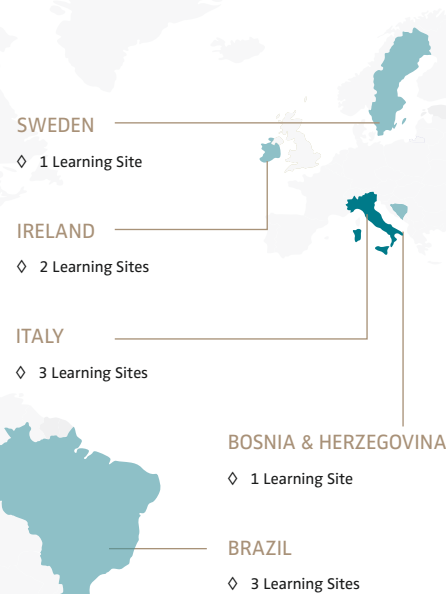 SWEDEN
◊ 1 Learning Site
IRELAND
◊ 2 Learning Sites
ITALY
◊ 3 Learning Sites
BOSNIA & HERZEGOVINA
◊ 1 Learning Site
BRAZIL
◊ 3 Learning Sites